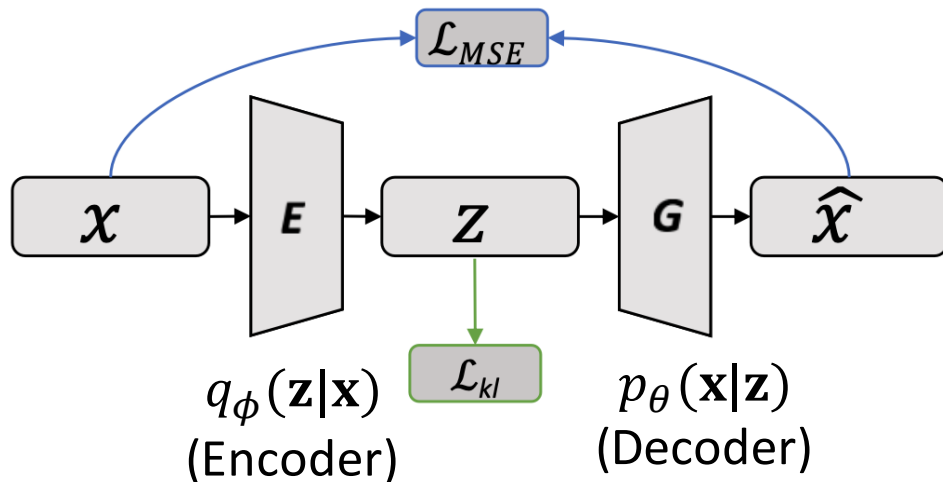 ℒ_MSE
x
E
z
G
x̂
ℒ_kl
q_ϕ(𝐳|𝐱)
(Encoder)
p_θ(𝐱|𝐳)
(Decoder)